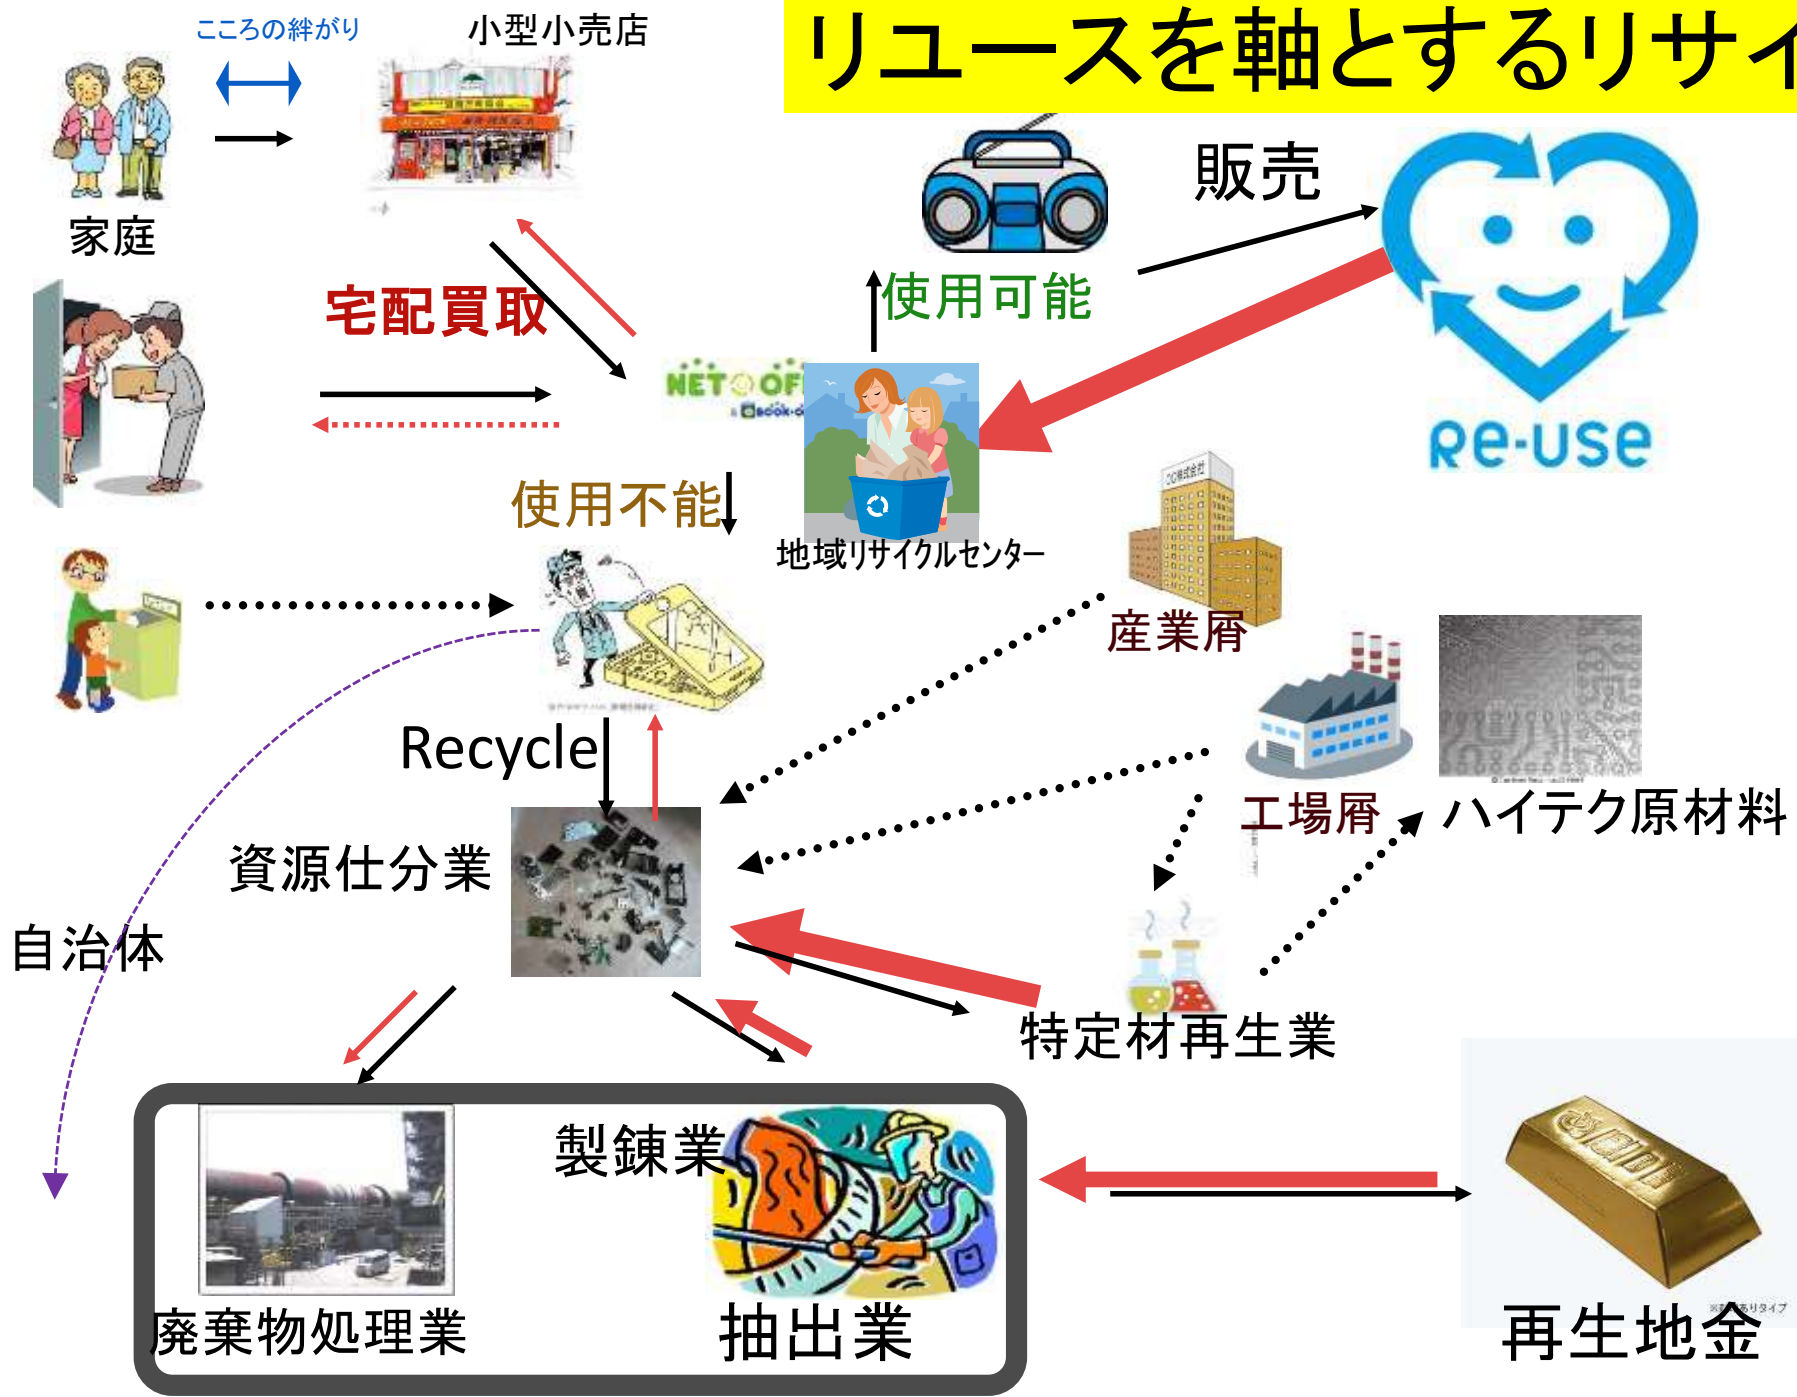 リユースを軸とするリサイ
こころの絆がり
小型小売店
家庭
販売
宅配買取
使用可能
NET OF
Re-use
使用不能
地域リサイクルセンター
産業屑
Recycle
工場屑
ハイテク原材料
資源仕分業
自治体
特定材再生業
製錬業
廃棄物処理業
抽出業
再生地金